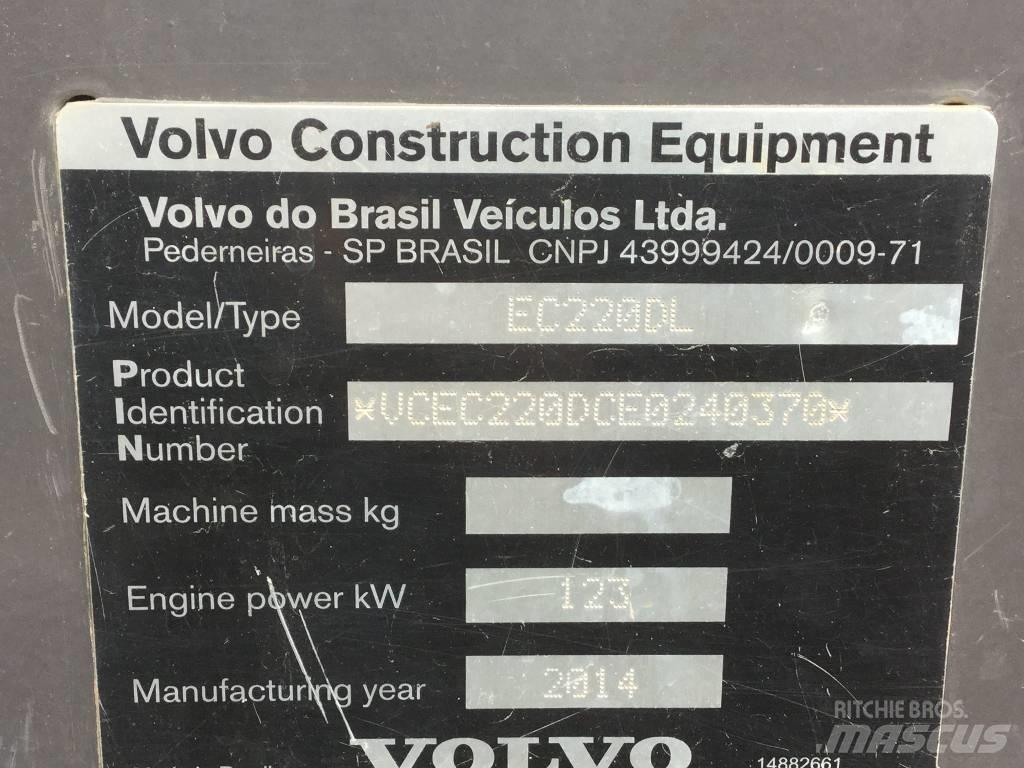 Volvo Construction Equipment
Volvo do Brasil Veículos Ltda.
Pederneiras - SP BRASIL CNPJ 43999424/0009-71
Model/Type EC220DL
Product
Identification *VCEC220DCE0240370*
Number
Machine mass kg
Engine power kW 123
Manufacturing year 2014
VOLVO
14882661
RITCHIE BROS.
MASCUS